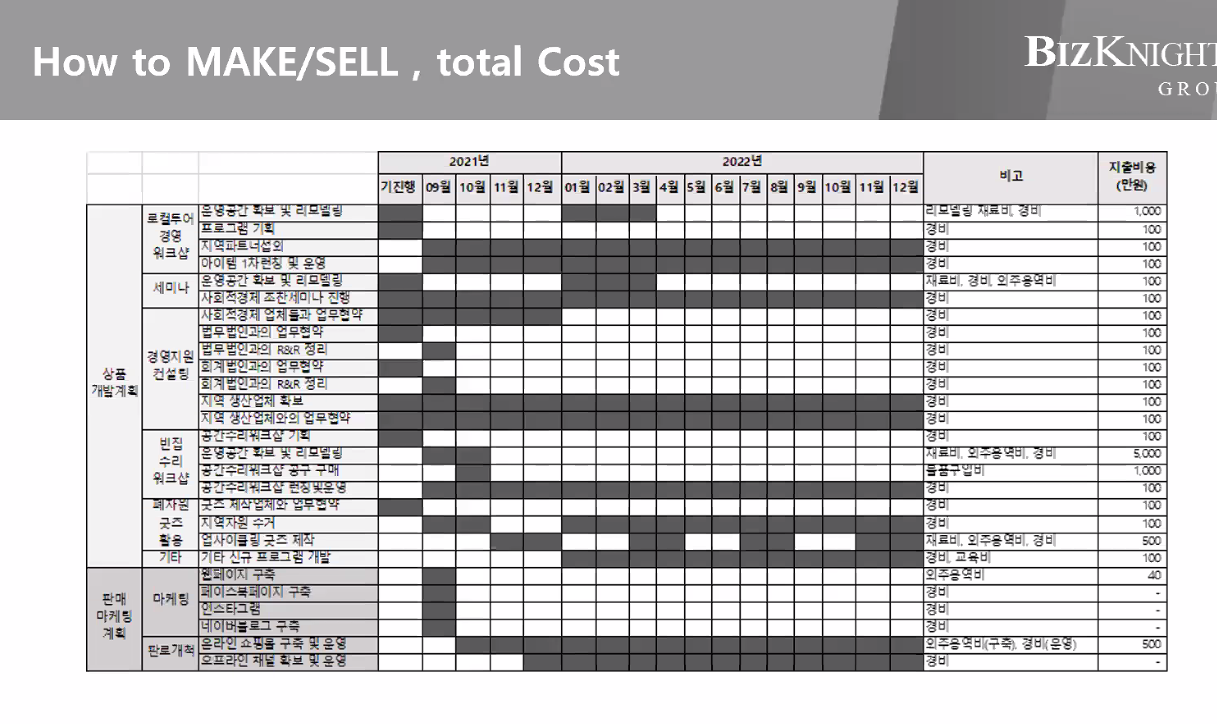 How to MAKE/SELL , total Cost
BIZKNIGHT
GROU
2021년 2022년 비고 지출비용
(만원)
기진행 09월 10월 11월 12월 01월 02월 3월 4월 5월 6월 7월 8월 9월 10월 11월 12월
상품
개발계획
로컬투어
경영
워크샵
운영공간 확보 및 리모델링 리모델링 재료비, 경비 1,000
프로그램 기획 경비 100
지역파트너섭외 경비 100
아이템 1차런칭 및 운영 경비 100
세미나
운영공간 확보 및 리모델링 재료비, 경비, 외주용역비 100
사회적경제 조찬세미나 진행 경비 100
경영지원
컨설팅
사회적경제 업체들과 업무협약 경비 100
법무법인과의 업무협약 경비 100
법무법인과의 R&R 정리 경비 100
회계법인과의 업무협약 경비 100
회계법인과의 R&R 정리 경비 100
지역 생산업체 확보 경비 100
지역 생산업체와의 업무협약 경비 100
빈집
수리
워크샵
공간수리워크샵 기획 경비 100
운영공간 확보 및 리모델링 재료비, 외주용역비, 경비 5,000
공간수리워크샵 공구 구매 물품구입비 1,000
공간수리워크샵 런칭및운영 경비 100
폐자원
굿즈
활용
굿즈 제작업체와 업무협약 경비 100
지역자원 수거 경비 100
업사이클링 굿즈 제작 재료비, 외주용역비, 경비 500
기타
기타 신규 프로그램 개발 경비, 교육비 100
판매
마케팅
계획
마케팅
웹페이지 구축 외주용역비 40
페이스북페이지 구축 경비 -
인스타그램 경비 -
네이버블로그 구축 경비 -
판로개척
온라인 쇼핑몰 구축 및 운영 외주용역비(구축), 경비(운영) 500
오프라인 채널 확보 및 운영 경비 -